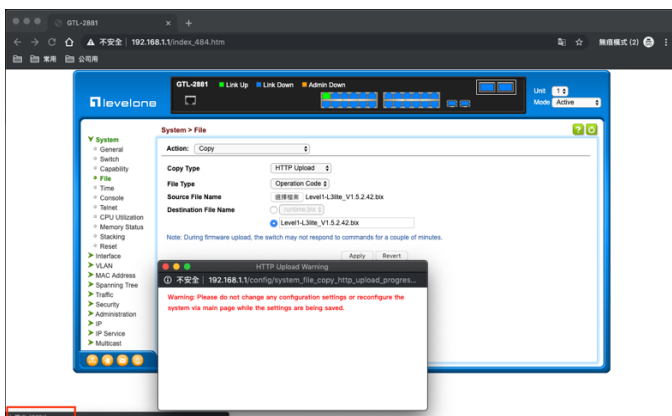 GTL-2881
不安全 | 192.168.1.1/index_484.htm
無痕模式 (2)
常用 公司用
levelone
GTL-2881 Link Up Link Down Admin Down
Unit 1
Mode Active
System > File
Action: Copy
Copy Type HTTP Upload
File Type Operation Code
Source File Name 選擇檔案 Level1-L3lite_V1.5.2.42.bix
Destination File Name runtime.bix
Level1-L3lite_V1.5.2.42.bix
Note: During firmware upload, the switch may not respond to commands for a couple of minutes.
Apply Revert
System
General
Switch
Capability
File
Time
Console
Telnet
CPU Utilization
Memory Status
Stacking
Reset
Interface
VLAN
MAC Address
Spanning Tree
Traffic
Security
Administration
IP
IP Service
Multicast
HTTP Upload Warning
不安全 | 192.168.1.1/config/system_file_copy_http_upload_progres...
Warning: Please do not change any configuration settings or reconfigure the
system via main page while the settings are being saved.